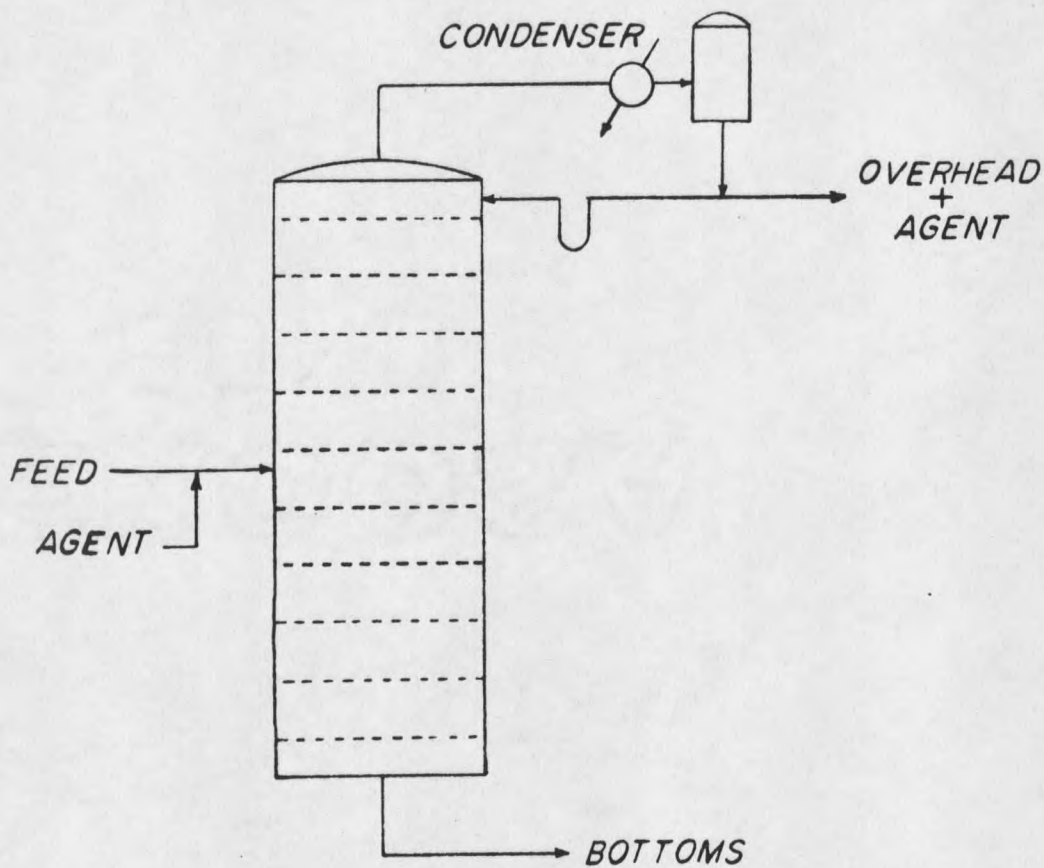 CONDENSER
OVERHEAD
+
AGENT
FEED
AGENT
BOTTOMS